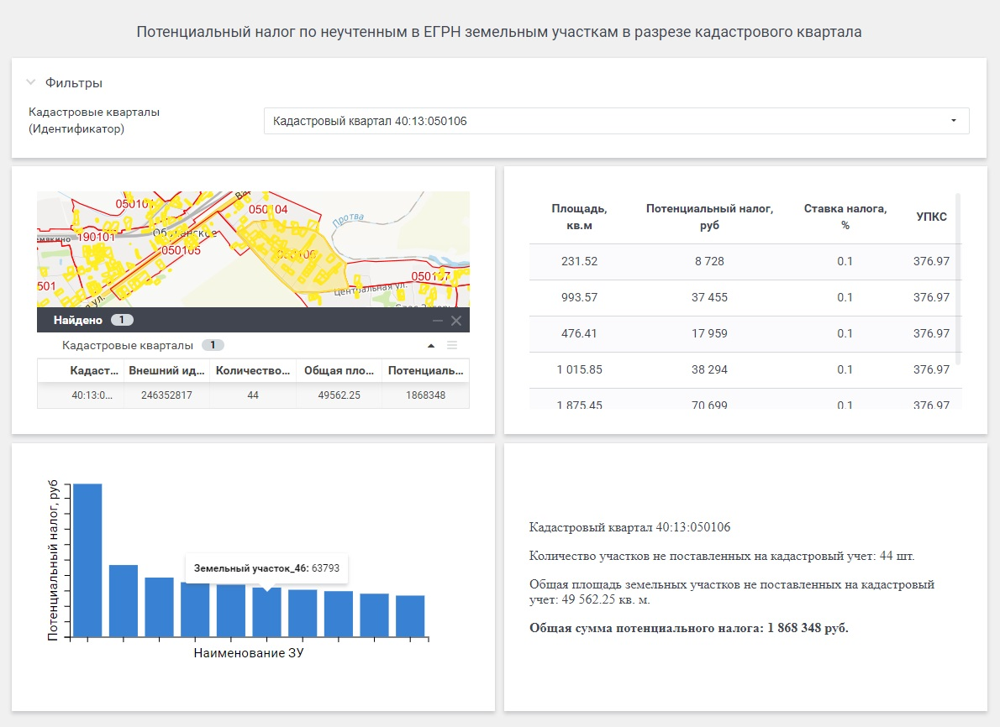 Потенциальный налог по неучтенным в ЕГРН земельным участкам в разрезе кадастрового квартала
Фильтры
Кадастровые кварталы
(Идентификатор)
Кадастровый квартал 40:13:050106
050101
050104
Протва
190101
Оболенское
050105
050106
050107
501
Центральная ул.
ул.
Найдено 1
Кадастровые кварталы 1
Кадаст... Внешний ид... Количество... Общая пло... Потенциаль...
40:13:0... 246352817 44 49562.25 1868348
Площадь,
кв.м
Потенциальный налог,
руб
Ставка налога,
%
УПКС
231.52 8 728 0.1 376.97
993.57 37 455 0.1 376.97
476.41 17 959 0.1 376.97
1 015.85 38 294 0.1 376.97
1 875.45 70 699 0.1 376.97
Потенциальный налог, руб
Земельный участок_46: 63793
Наименование ЗУ
Кадастровый квартал 40:13:050106
Количество участков не поставленных на кадастровый учет: 44 шт.
Общая площадь земельных участков не поставленных на кадастровый
учет: 49 562.25 кв. м.
Общая сумма потенциального налога: 1 868 348 руб.